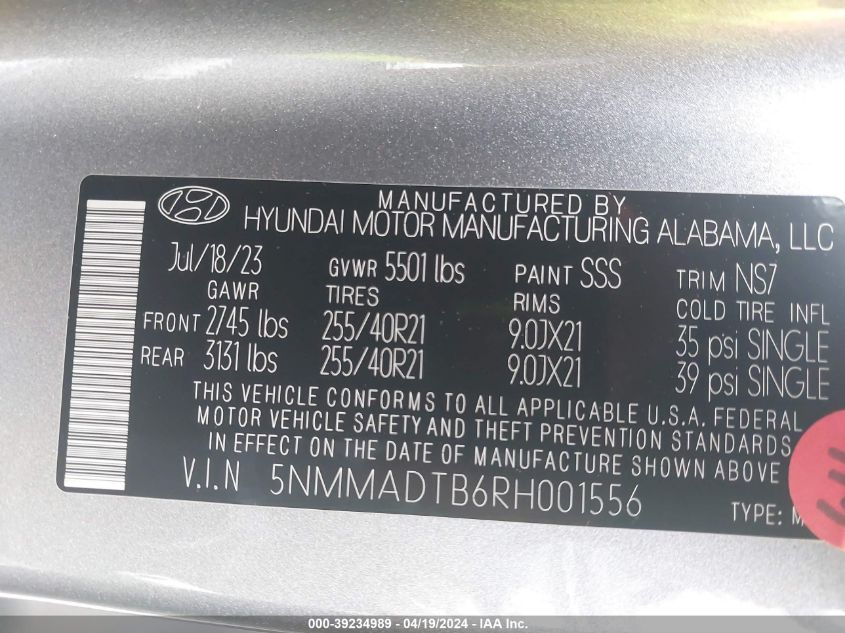 MANUFACTURED BY
HYUNDAI MOTOR MANUFACTURING ALABAMA, LLC
Jul/18/23 GVWR 5501 lbs PAINT SSS TRIM NS7
GAWR TIRES RIMS COLD TIRE INFL
FRONT 2745 lbs 255/40R21 9.0JX21 35 psi SINGLE
REAR 3131 lbs 255/40R21 9.0JX21 39 psi SINGLE
THIS VEHICLE CONFORMS TO ALL APPLICABLE U.S.A. FEDERAL
MOTOR VEHICLE SAFETY AND THEFT PREVENTION STANDARDS
IN EFFECT ON THE DATE OF MANUFACTURE SHOWN ABOVE
V.I.N 5NMMADTB6RH001556
TYPE: M
000-39234989 - 04/19/2024 - IAA, Inc.